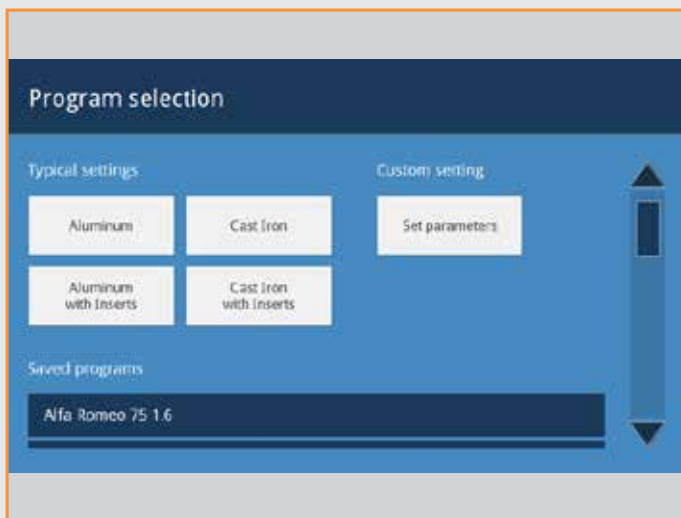 Program selection
Typical settings
Custom setting
Aluminum
Cast Iron
Set parameters
Aluminum
with Inserts
Cast Iron
with Inserts
Saved programs
Alfa Romeo 75 1.6